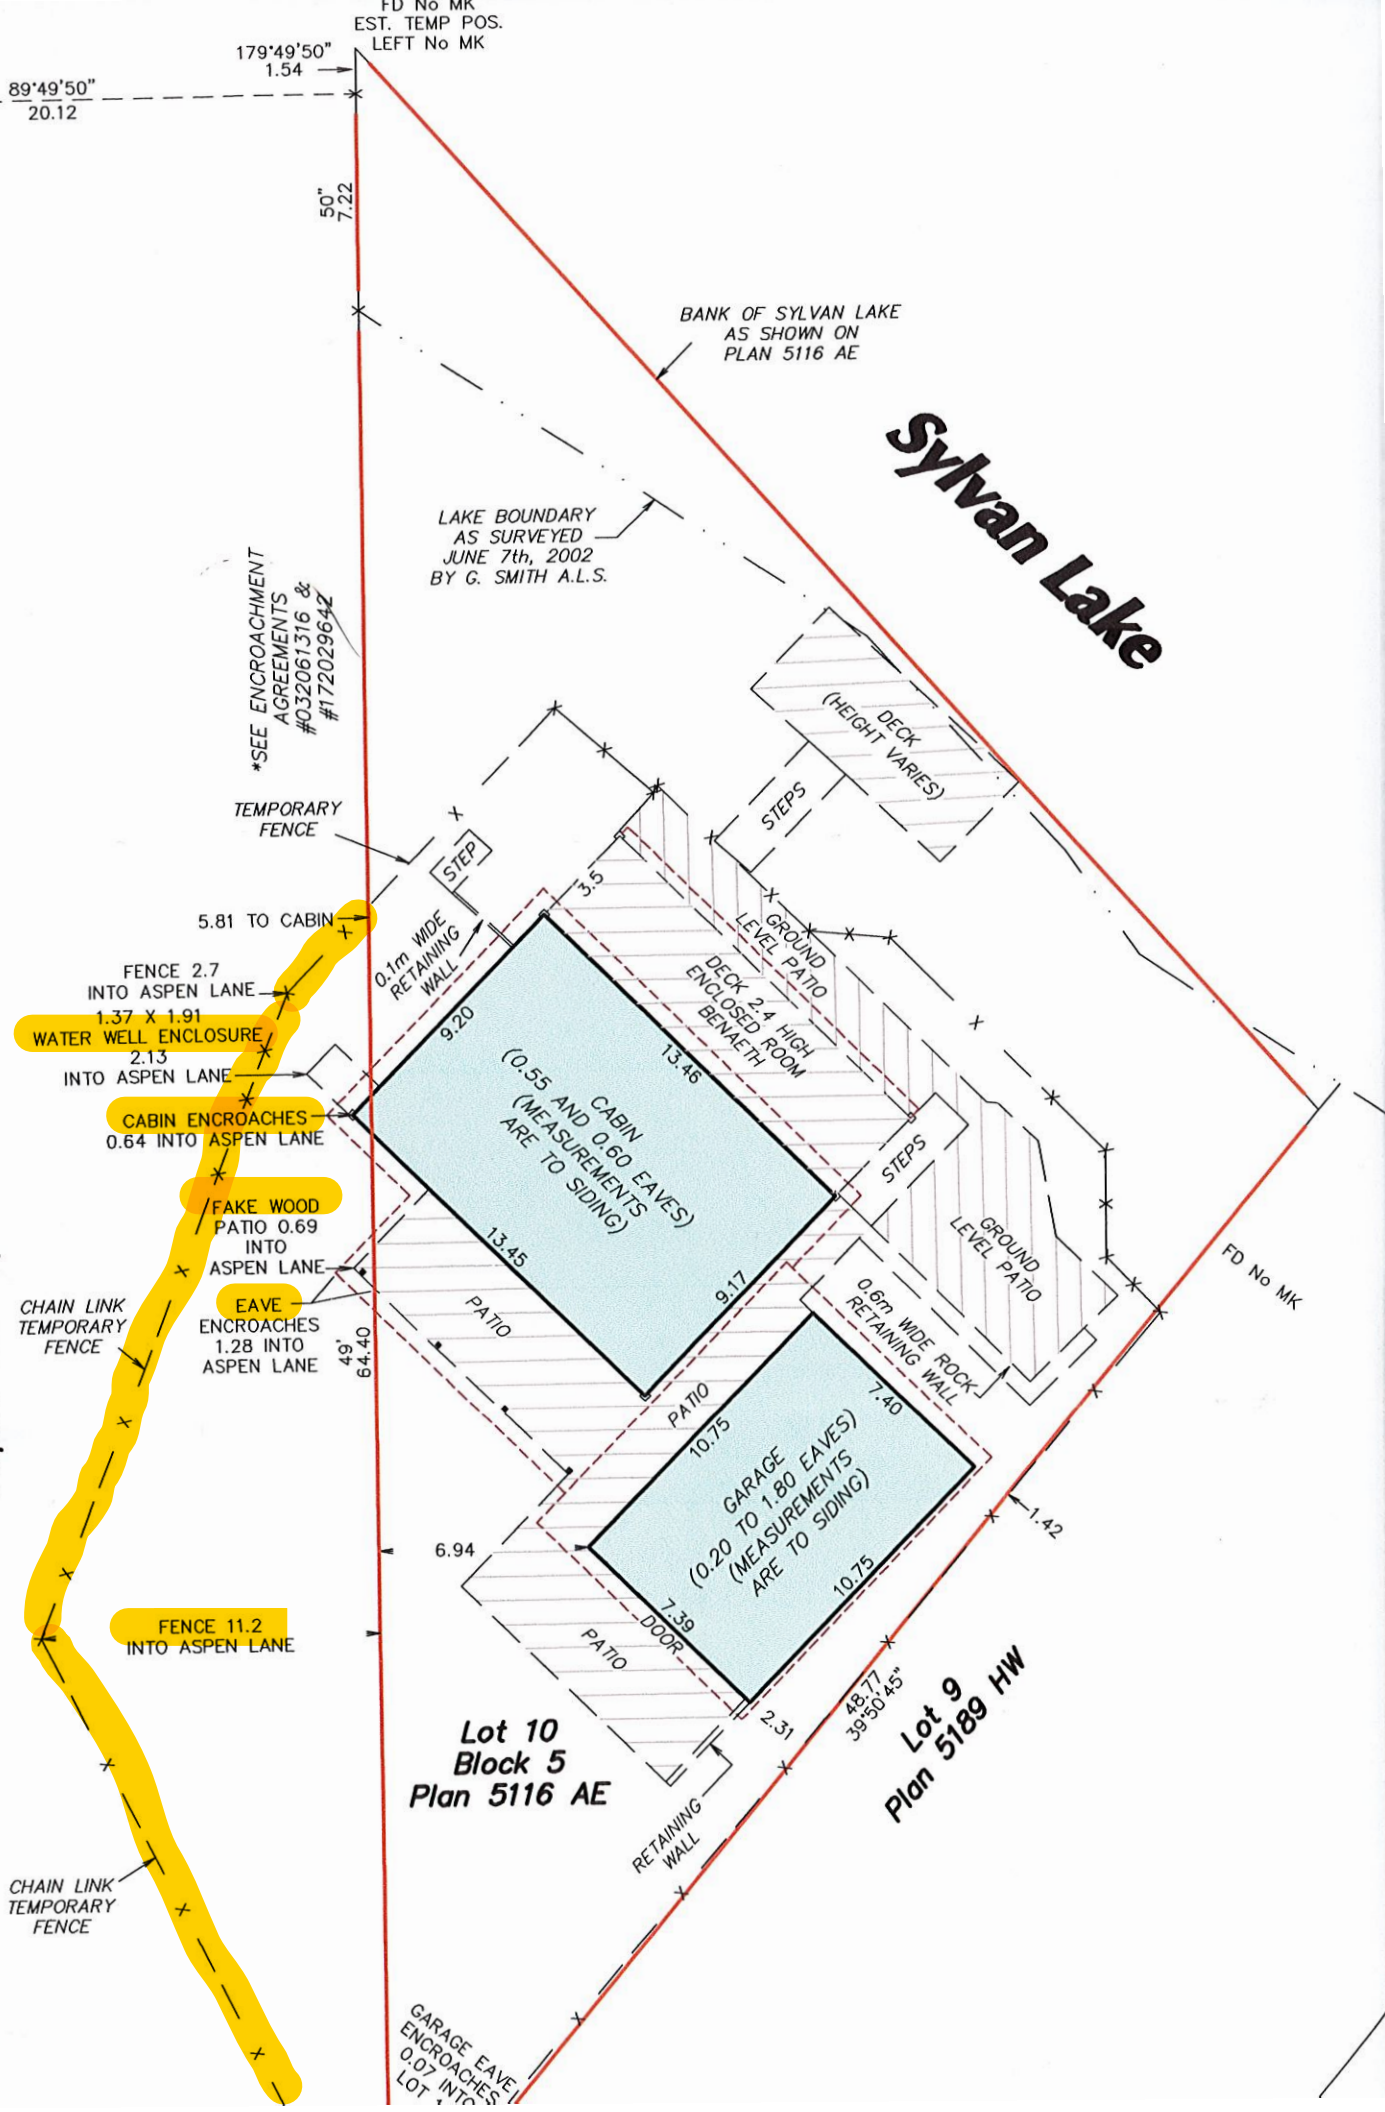 FD No MK
EST. TEMP POS.
LEFT No MK
179°49'50"
1.54
89°49'50"
20.12
50"
7.22
BANK OF SYLVAN LAKE
AS SHOWN ON
PLAN 5116 AE
Sylvan Lake
LAKE BOUNDARY
AS SURVEYED
JUNE 7th, 2002
BY G. SMITH A.L.S.
*SEE ENCROACHMENT
AGREEMENTS
#032061316 &
#172029642
DECK
(HEIGHT VARIES)
STEPS
TEMPORARY
FENCE
STEP
3.5
5.81 TO CABIN
0.1m WIDE
RETAINING
WALL
GROUND
LEVEL PATIO
DECK 2.4 HIGH
ENCLOSED ROOM
BENAETH
FENCE 2.7
INTO ASPEN LANE
1.37 X 1.91
WATER WELL ENCLOSURE
2.13
INTO ASPEN LANE
9.20
13.46
CABIN
(0.55 AND 0.60 EAVES)
(MEASUREMENTS
ARE TO SIDING)
CABIN ENCROACHES
0.64 INTO ASPEN LANE
STEPS
FAKE WOOD
PATIO 0.69
INTO
ASPEN LANE
13.45
9.17
GROUND
LEVEL PATIO
FD No MK
EAVE
ENCROACHES
1.28 INTO
ASPEN LANE
CHAIN LINK
TEMPORARY
FENCE
49'
64.40
PATIO
0.6m WIDE ROCK
RETAINING WALL
PATIO
7.40
10.75
GARAGE
(0.20 TO 1.80 EAVES)
(MEASUREMENTS
ARE TO SIDING)
10.75
1.42
6.94
7.39
DOOR
PATIO
FENCE 11.2
INTO ASPEN LANE
48.77
39°50'45"
Lot 9
Plan 5189 HW
2.31
Lot 10
Block 5
Plan 5116 AE
RETAINING
WALL
CHAIN LINK
TEMPORARY
FENCE
GARAGE EAVE
ENCROACHES
0.07 INTO
LOT